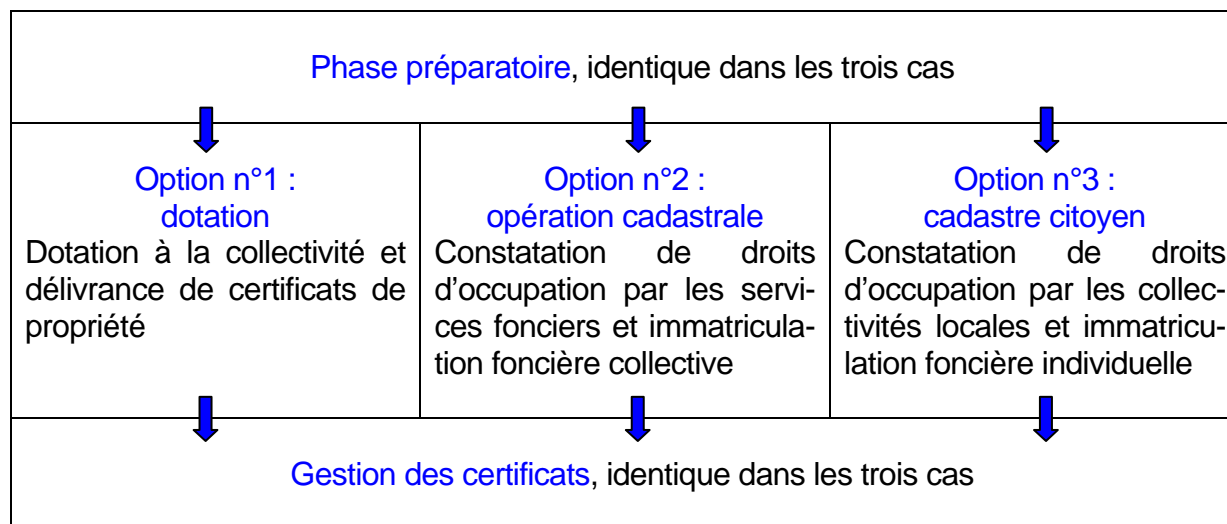 Phase préparatoire, identique dans les trois cas
Option n°1 :
dotation
Dotation à la collectivité et
délivrance de certificats de
propriété
Option n°2 :
opération cadastrale
Constatation de droits
d'occupation par les servi-
ces fonciers et immatricula-
tion foncière collective
Option n°3 :
cadastre citoyen
Constatation de droits
d'occupation par les collec-
tivités locales et immatricu-
lation foncière individuelle
Gestion des certificats, identique dans les trois cas